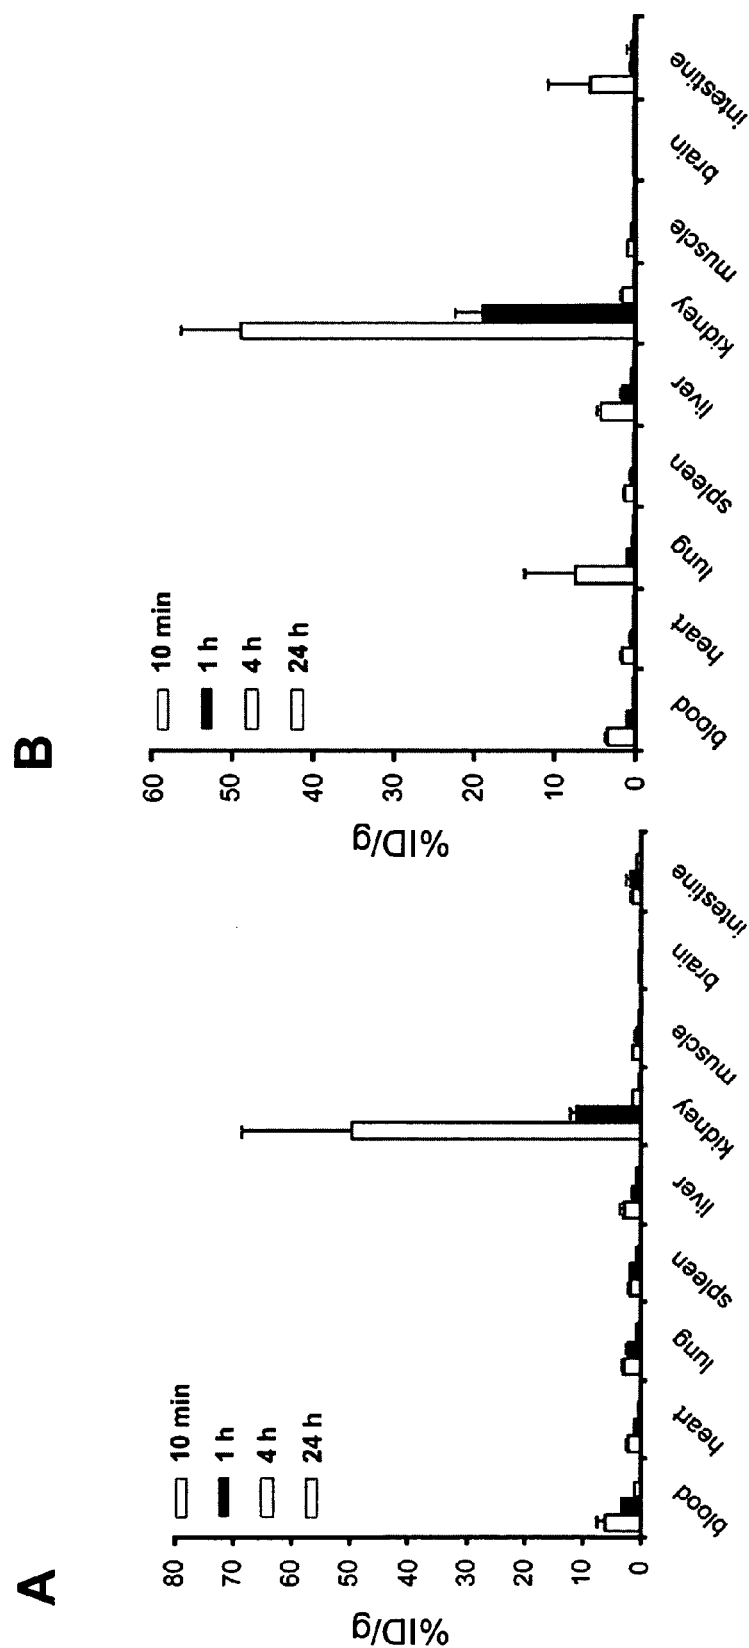 A
%ID/g
80
70
60
50
40
30
20
10
0
10 min
1 h
4 h
24 h
blood
heart
lung
spleen
liver
kidney
muscle
brain
intestine
B
%ID/g
60
50
40
30
20
10
0
10 min
1 h
4 h
24 h
blood
heart
lung
spleen
liver
kidney
muscle
brain
intestine